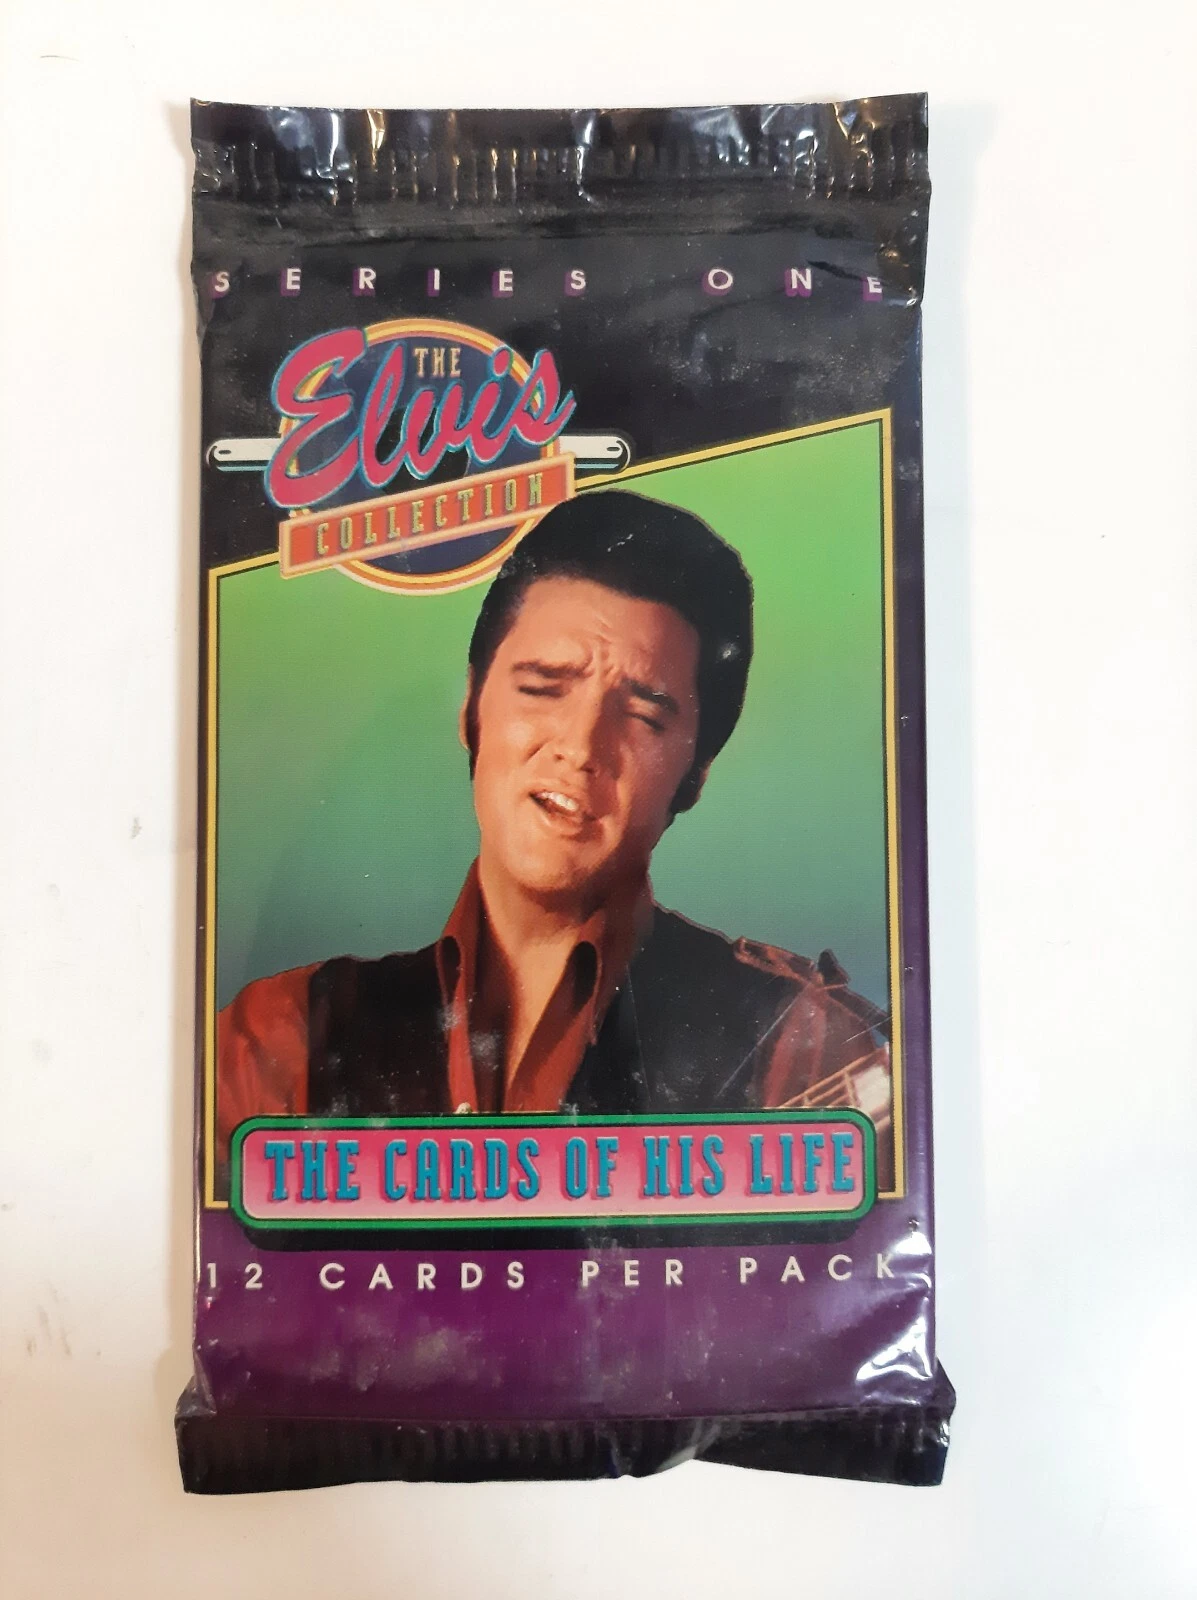 SERIES ONE
THE
Elvis
COLLECTION
THE CARDS OF HIS LIFE
12 CARDS PER PACK